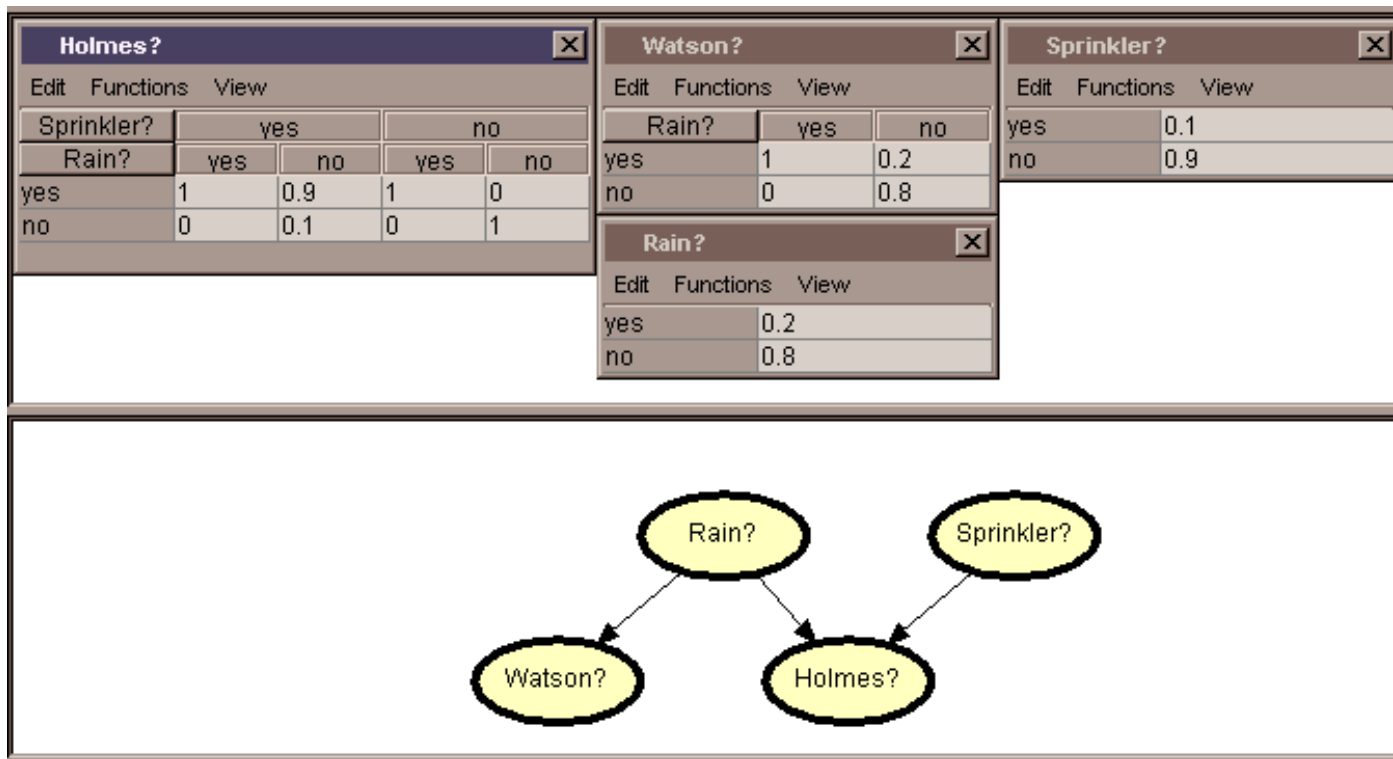 Holmes?
Edit Functions View
Sprinkler? yes no
Rain? yes no yes no
yes 1 0.9 1 0
no 0 0.1 0 1
Watson?
Edit Functions View
Rain? yes no
yes 1 0.2
no 0 0.8
Rain?
Edit Functions View
yes 0.2
no 0.8
Sprinkler?
Edit Functions View
yes 0.1
no 0.9
Rain? Sprinkler?
Watson? Holmes?